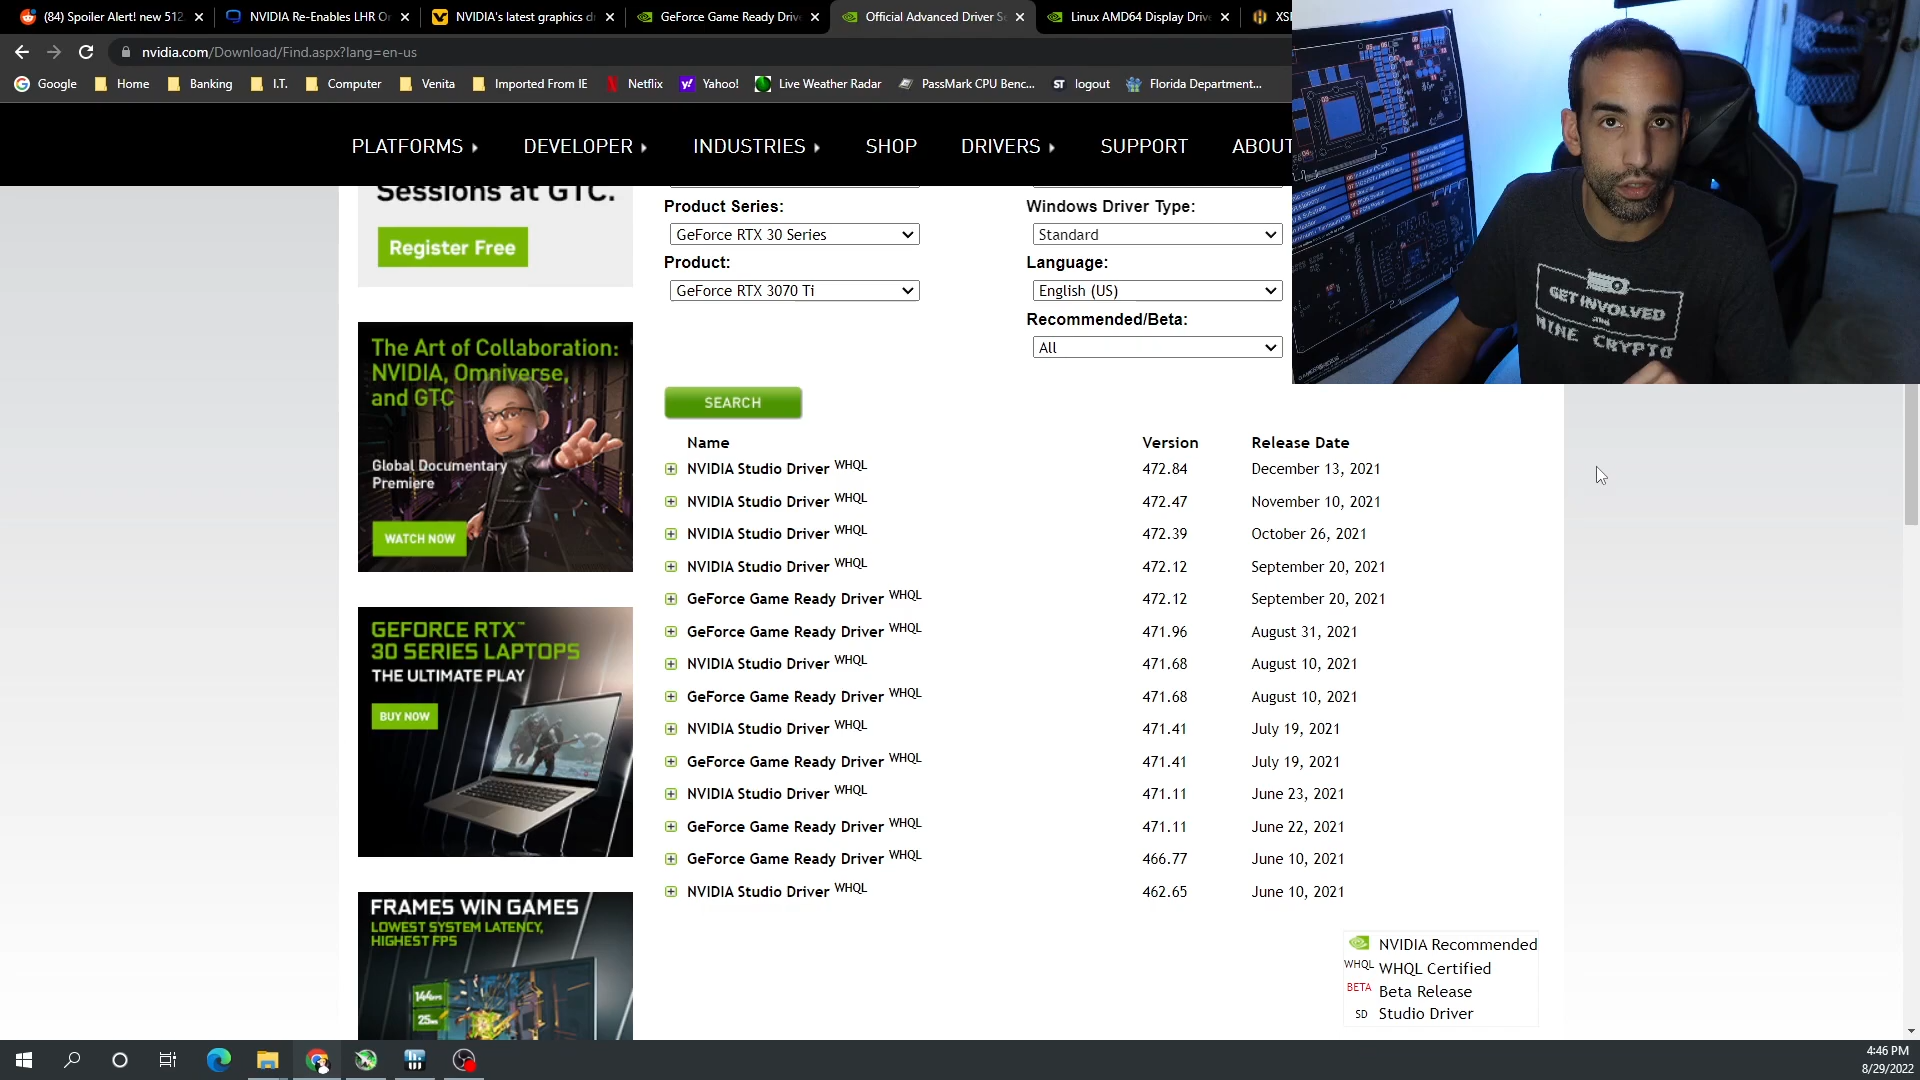 (84) Spoiler Alert! new 512
NVIDIA Re-Enables LHR O
NVIDIA's latest graphics d
GeForce Game Ready Drive
Official Advanced Driver Se
Linux AMD64 Display Drive
nvidia.com/Download/Find.aspx?lang=en-us
Google
Home
Banking
I.T.
Computer
Venita
Imported From IE
Netflix
Yahoo!
Live Weather Radar
PassMark CPU Benc...
ST
logout
Florida Department...
PLATFORMS
DEVELOPER
INDUSTRIES
SHOP
DRIVERS
SUPPORT
ABOUT
Sessions at GTC.
Register Free
Product Series:
Windows Driver Type:
GeForce RTX 30 Series
Standard
Product:
Language:
GeForce RTX 3070 Ti
English (US)
Recommended/Beta:
All
SEARCH
The Art of Collaboration:
NVIDIA, Omniverse,
and GTC
Global Documentary
Premiere
WATCH NOW
GEFORCE RTX™
30 SERIES LAPTOPS
THE ULTIMATE PLAY
BUY NOW
FRAMES WIN GAMES
LOWEST SYSTEM LATENCY,
HIGHEST FPS
Name Version Release Date
NVIDIA Studio Driver WHQL 472.84 December 13, 2021
NVIDIA Studio Driver WHQL 472.47 November 10, 2021
NVIDIA Studio Driver WHQL 472.39 October 26, 2021
NVIDIA Studio Driver WHQL 472.12 September 20, 2021
GeForce Game Ready Driver WHQL 472.12 September 20, 2021
GeForce Game Ready Driver WHQL 471.96 August 31, 2021
NVIDIA Studio Driver WHQL 471.68 August 10, 2021
GeForce Game Ready Driver WHQL 471.68 August 10, 2021
NVIDIA Studio Driver WHQL 471.41 July 19, 2021
GeForce Game Ready Driver WHQL 471.41 July 19, 2021
NVIDIA Studio Driver WHQL 471.11 June 23, 2021
GeForce Game Ready Driver WHQL 471.11 June 22, 2021
GeForce Game Ready Driver WHQL 466.77 June 10, 2021
NVIDIA Studio Driver WHQL 462.65 June 10, 2021
NVIDIA Recommended
WHQL WHQL Certified
BETA Beta Release
SD Studio Driver
GET INVOLVED
and
MINE CRYPTO
4:46 PM
8/29/2022